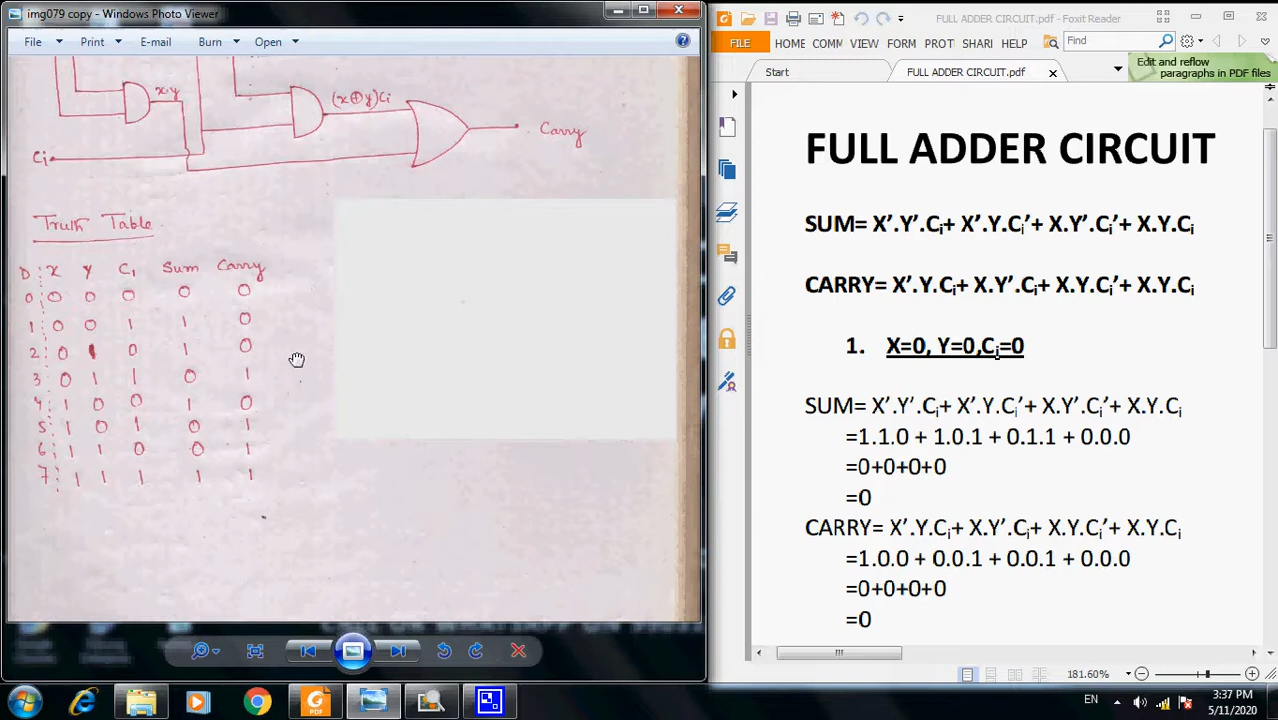 img079 copy - Windows Photo Viewer
File Print E-mail Burn Open
x.y
(x⊕y)Ci
Carry
Ci
Truth Table
D X Y C1 Sum Carry
0 0 0 0 0 0
1 0 0 1 1 0
2 0 1 0 1 0
3 0 1 1 0 1
4 1 0 0 1 0
5 1 0 1 0 1
6 1 1 0 0 1
7 1 1 1 1 1
FULL ADDER CIRCUIT.pdf - Foxit Reader
FILE HOME COMM VIEW FORM PROT SHARI HELP Find
Start FULL ADDER CIRCUIT.pdf
Edit and reflow
paragraphs in PDF files
FULL ADDER CIRCUIT
SUM= X’.Y’.Ci+ X’.Y.Ci’+ X.Y’.Ci’+ X.Y.Ci
CARRY= X’.Y.Ci+ X.Y’.Ci+ X.Y.Ci’+ X.Y.Ci
1. X=0, Y=0,Ci=0
SUM= X’.Y’.Ci+ X’.Y.Ci’+ X.Y’.Ci’+ X.Y.Ci
=1.1.0 + 1.0.1 + 0.1.1 + 0.0.0
=0+0+0+0
=0
CARRY= X’.Y.Ci+ X.Y’.Ci+ X.Y.Ci’+ X.Y.Ci
=1.0.0 + 0.0.1 + 0.0.1 + 0.0.0
=0+0+0+0
=0
181.60%
EN
3:37 PM
5/11/2020